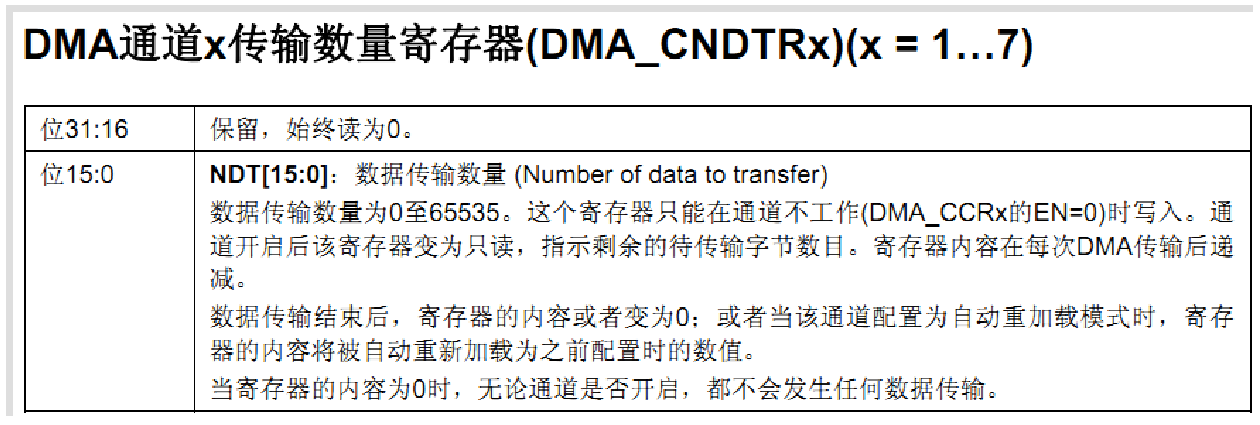 DMA通道x传输数量寄存器(DMA_CNDTRx)(x = 1…7)
位31:16
保留，始终读为0。
位15:0
NDT[15:0]：数据传输数量 (Number of data to transfer)
数据传输数量为0至65535。这个寄存器只能在通道不工作(DMA_CCRx的EN=0)时写入。通
道开启后该寄存器变为只读，指示剩余的待传输字节数目。寄存器内容在每次DMA传输后递
减。
数据传输结束后，寄存器的内容或者变为0；或者当该通道配置为自动重加载模式时，寄存
器的内容将被自动重新加载为之前配置时的数值。
当寄存器的内容为0时，无论通道是否开启，都不会发生任何数据传输。